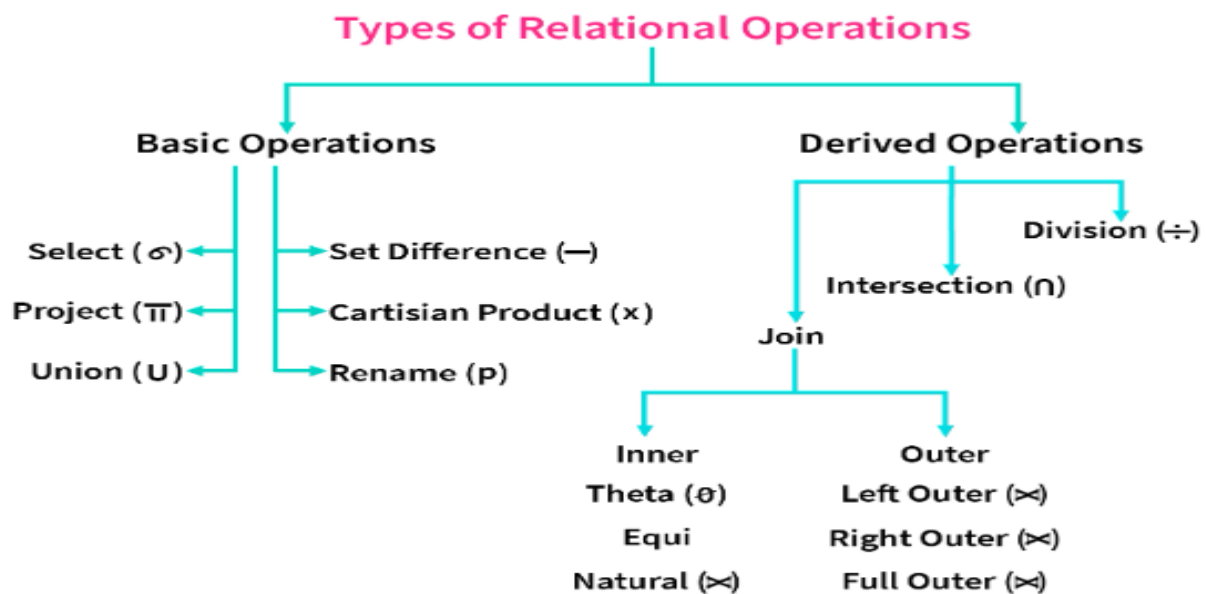 Types of Relational Operations
Basic Operations
Derived Operations
Select (σ)
Project (π)
Union (U)
Set Difference (—)
Cartisian Product (x)
Rename (p)
Division (÷)
Intersection (∩)
Join
Inner
Theta (θ)
Equi
Natural (⋈)
Outer
Left Outer (⋈)
Right Outer (⋈)
Full Outer (⋈)